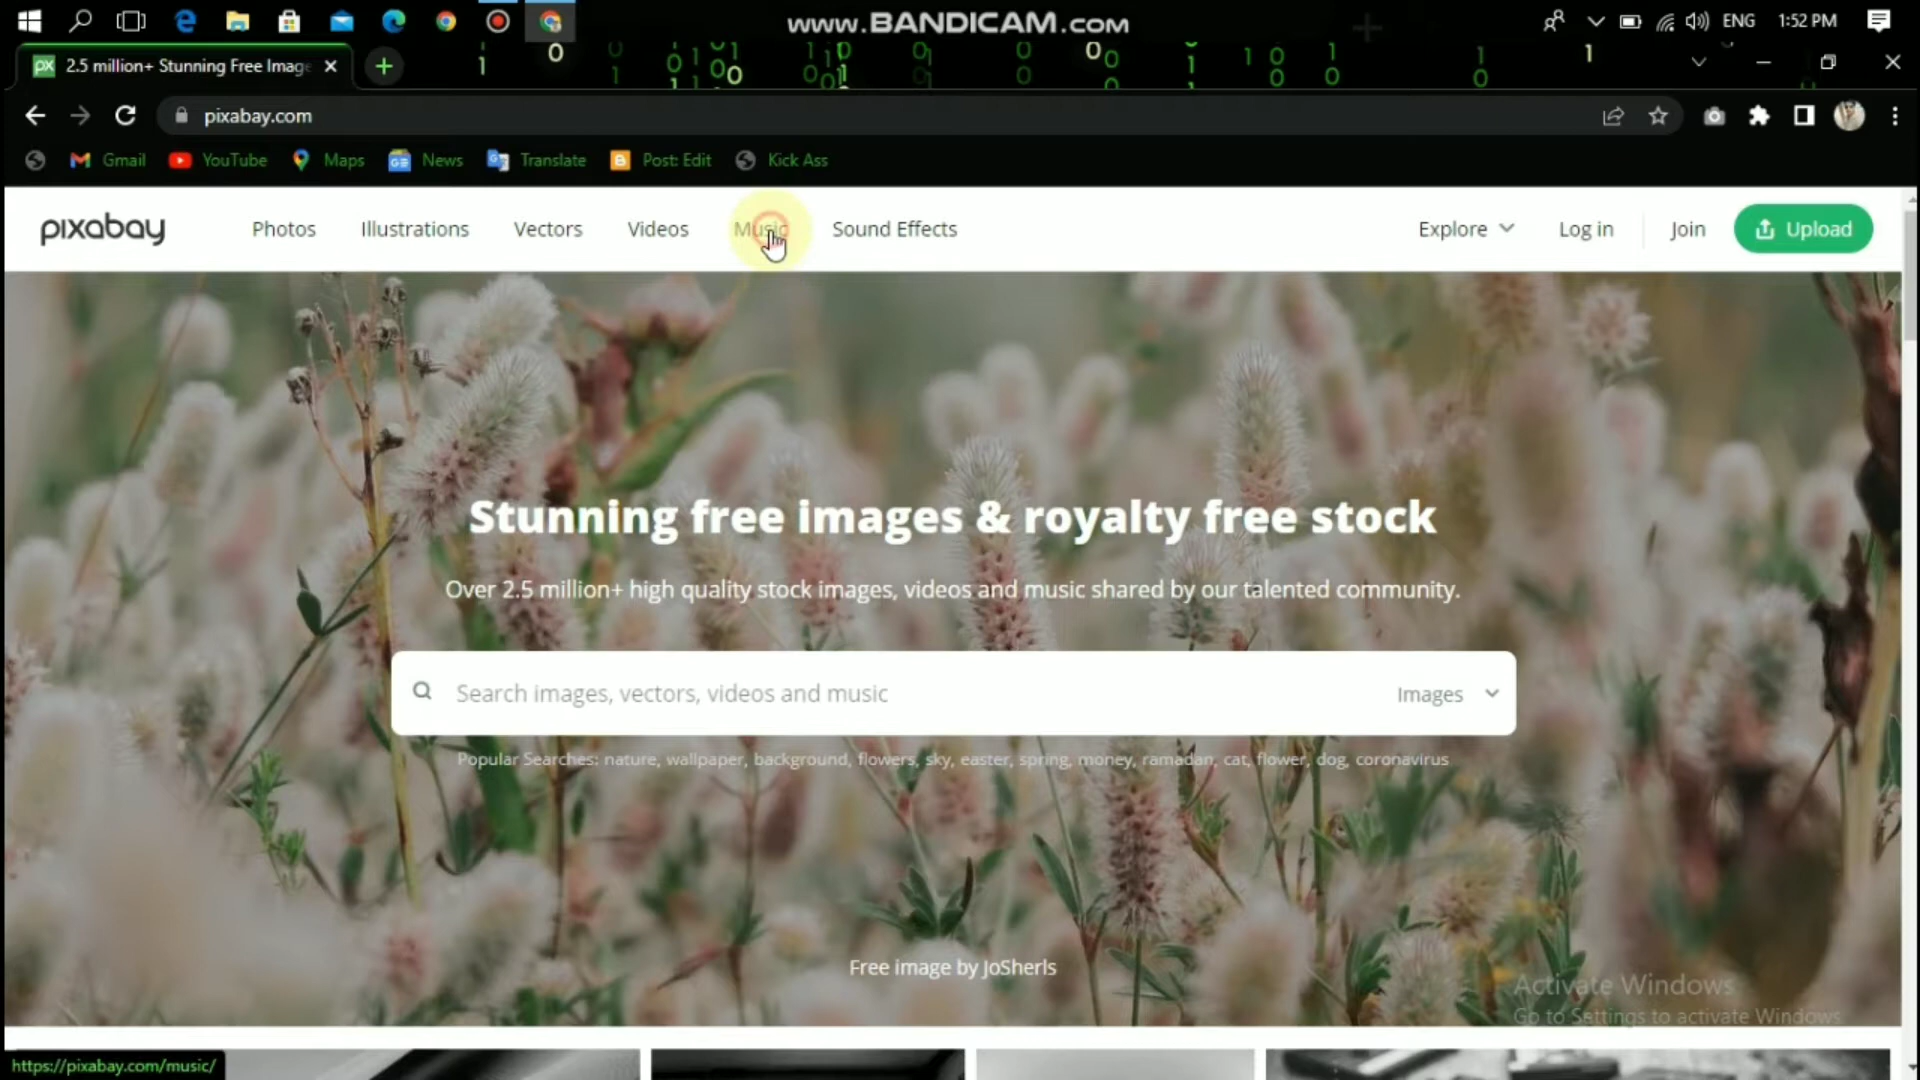 www.BANDICAM.com
ENG
1:52 PM
px 2.5 million+ Stunning Free Image
pixabay.com
Gmail
YouTube
Maps
News
Translate
Post: Edit
Kick Ass
pixabay
Photos
Illustrations
Vectors
Videos
Music
Sound Effects
Explore
Log in
Join
Upload
Stunning free images & royalty free stock
Over 2.5 million+ high quality stock images, videos and music shared by our talented community.
Search images, vectors, videos and music
Images
Popular Searches: nature, wallpaper, background, flowers, sky, easter, spring, money, ramadan, cat, flower, dog, coronavirus
Free image by JoSherls
Activate Windows
Go to Settings to activate Windows
https://pixabay.com/music/